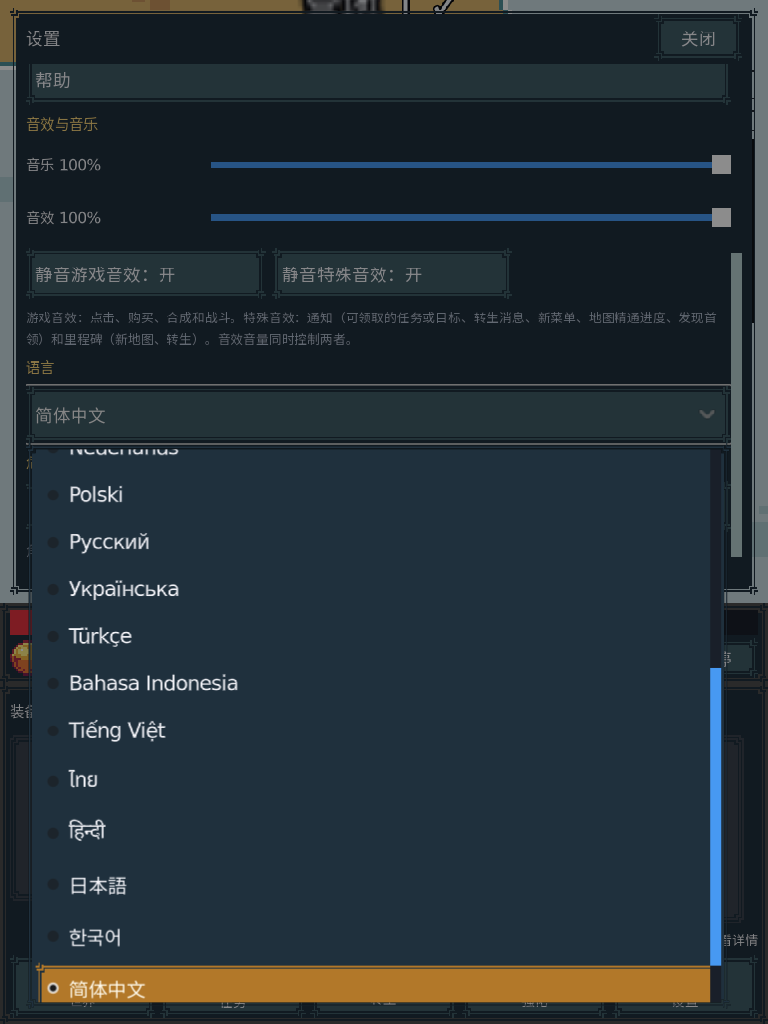 设置
关闭
帮助
音效与音乐
音乐 100%
音效 100%
静音游戏音效：开
静音特殊音效：开
游戏音效：点击、购买、合成和战斗。特殊音效：通知（可领取的任务或目标、转生消息、新菜单、地图精通进度、发现首
领）和里程碑（新地图、转生）。音效音量同时控制两者。
语言
简体中文
Nederlands
Polski
Русский
Українська
Türkçe
Bahasa Indonesia
Tiếng Việt
ไทย
हिन्दी
日本語
한국어
简体中文
看详情